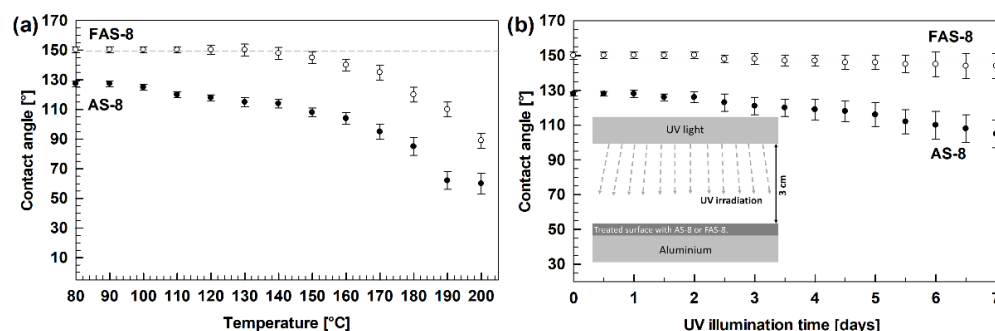 (a)
FAS-8
AS-8
Contact angle [°]
150
130
110
90
70
50
30
10
80 90 100 110 120 130 140 150 160 170 180 190 200
Temperature [°C]
(b)
FAS-8
AS-8
Contact angle [°]
170
150
130
110
90
70
50
30
UV light
UV irradiation
3 cm
Treated surface with AS-8 or FAS-8.
Aluminium
0 1 2 3 4 5 6 7
UV illumination time [days]